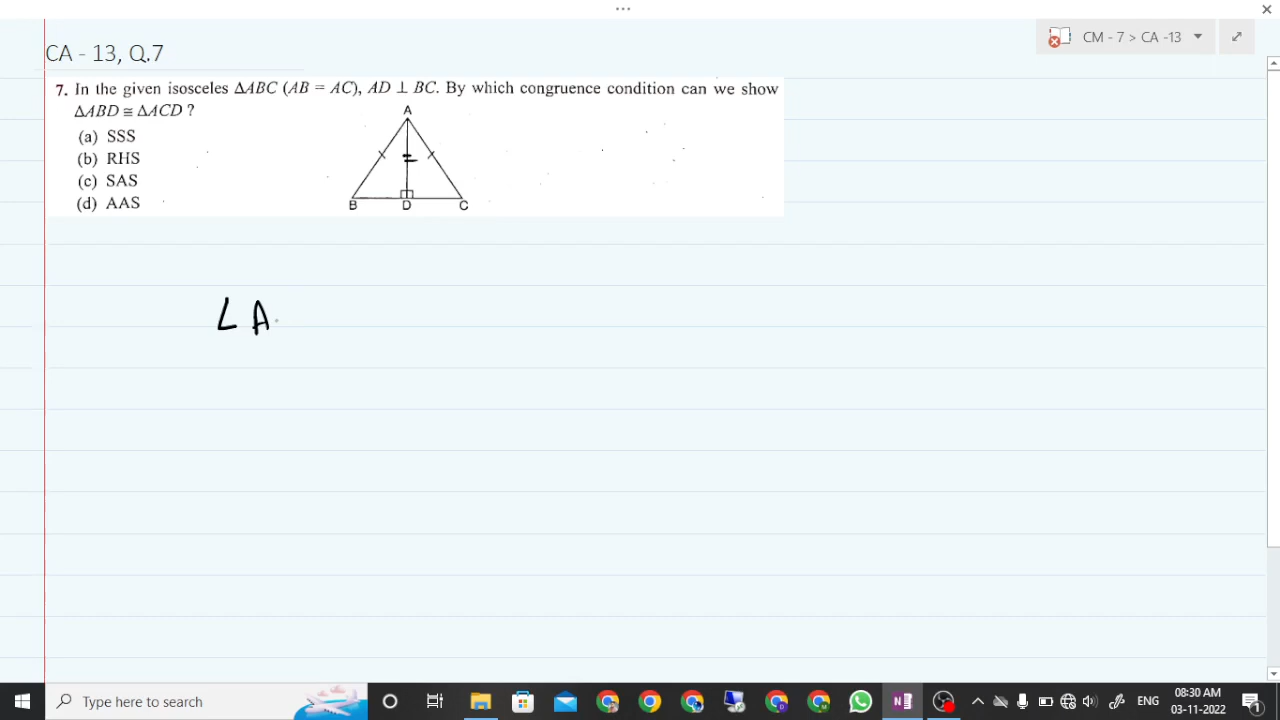 CM - 7 > CA -13
CA - 13, Q.7
7. In the given isosceles ΔABC (AB = AC), AD ⊥ BC. By which congruence condition can we show
ΔABD ≅ ΔACD ?
(a) SSS
(b) RHS
(c) SAS
(d) AAS
A
B D C
∠ A
Type here to search
ENG
08:30 AM
03-11-2022
1